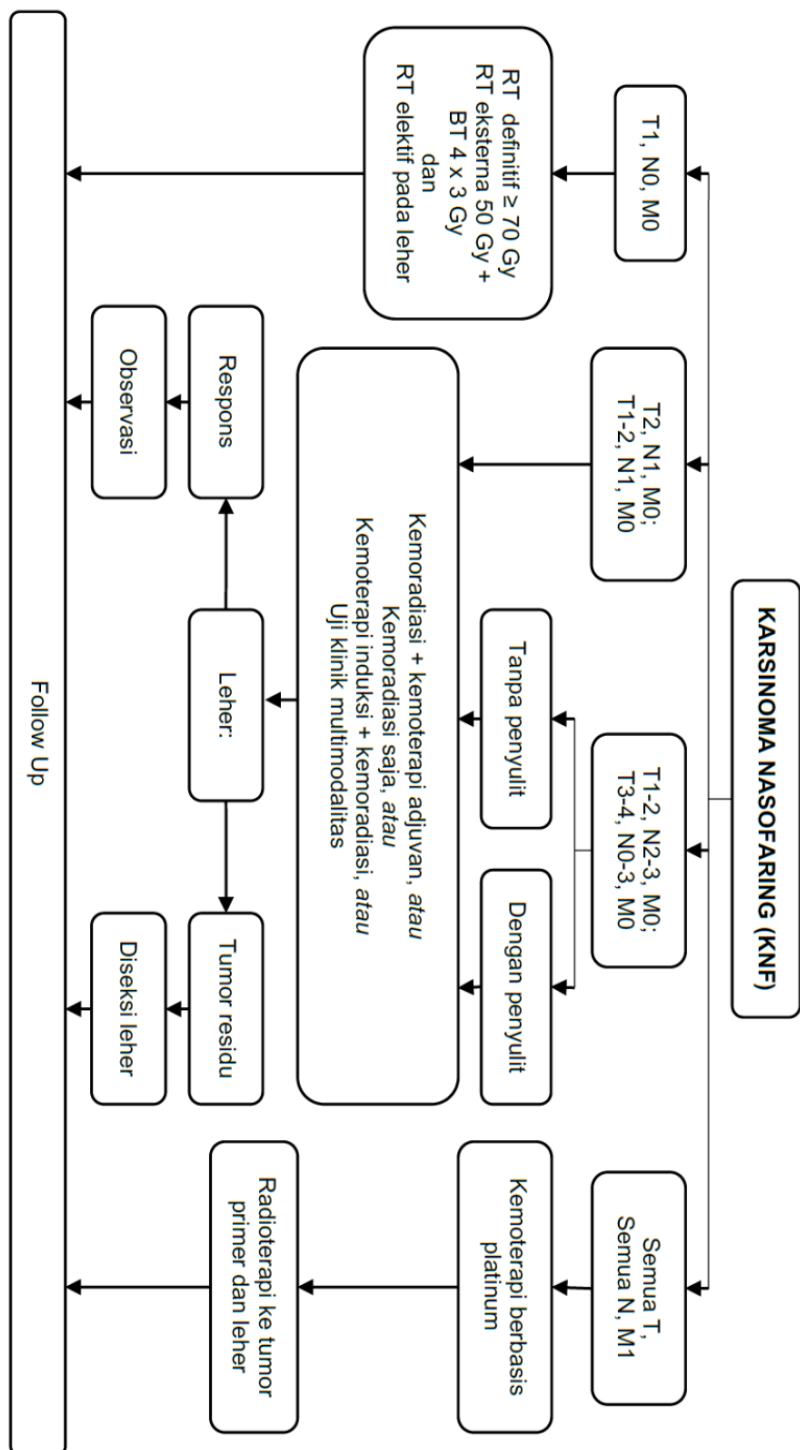 KARSINOMA NASOFARING (KNF)
T1, N0, M0
T2, N1, M0;
T1-2, N1, M0
T1-2, N2-3, M0;
T3-4, N0-3, M0
Semua T,
Semua N, M1
RT definitif ≥ 70 Gy
RT eksterna 50 Gy +
BT 4 x 3 Gy
dan
RT elektif pada leher
Tanpa penyulit
Dengan penyulit
Kemoterapi berbasis
platinum
Kemoradiasi + kemoterapi adjuvan, atau
Kemoradiasi saja, atau
Kemoterapi induksi + kemoradiasi, atau
Uji klinik multimodalitas
Radioterapi ke tumor
primer dan leher
Respons
Leher:
Tumor residu
Observasi
Diseksi leher
Follow Up